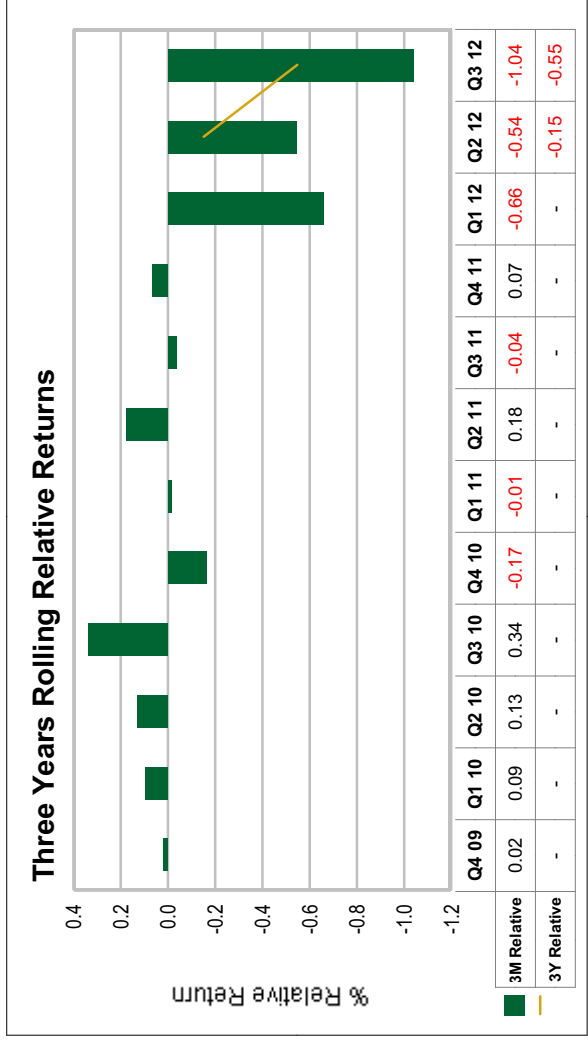 Three Years Rolling Relative Returns
% Relative Return
0.4
0.2
0.0
-0.2
-0.4
-0.6
-0.8
-1.0
-1.2
Q4 09 Q1 10 Q2 10 Q3 10 Q4 10 Q1 11 Q2 11 Q3 11 Q4 11 Q1 12 Q2 12 Q3 12
3M Relative 0.02 0.09 0.13 0.34 -0.17 -0.01 0.18 -0.04 0.07 -0.66 -0.54 -1.04
3Y Relative - - - - - - - - - - -0.15 -0.55